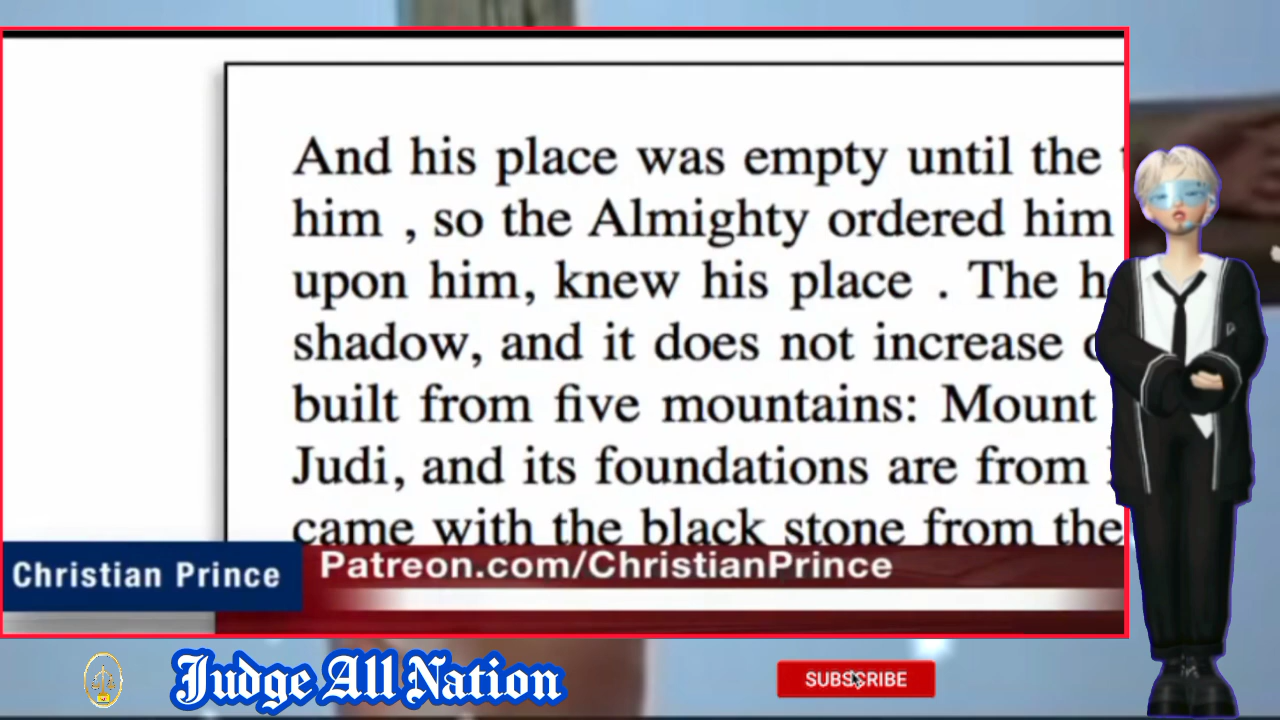 And his place was empty until the
him , so the Almighty ordered him
upon him, knew his place . The
shadow, and it does not increase
built from five mountains: Mount
Judi, and its foundations are from
came with the black stone from the
Christian Prince
Patreon.com/ChristianPrince
Judge All Nation
SUBSCRIBE